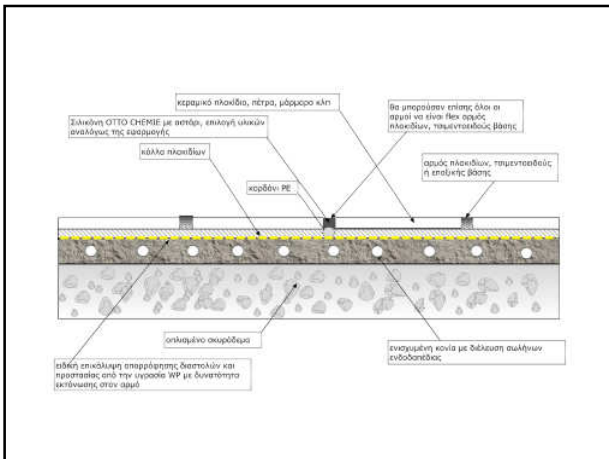 κεραμικό πλακίδιο, πέτρα, μάρμαρο κλπ
θα μπορούσαν επίσης όλοι οι
αρμοί να είναι flex αρμός
πλακιδίων, τσιμεντοειδούς βάσης
Σιλικόνη OTTO CHEMIE με αστάρι, επιλογή υλικών
αναλόγως της εφαρμογής
κόλλα πλακιδίων
αρμός πλακιδίων, τσιμεντοειδούς
ή εποξικής βάσης
κορδόνι PE
οπλισμένο σκυρόδεμα
ενισχυμένη κονία με διέλευση σωλήνων
ενδοδαπέδιας
ειδική επικάλυψη απορρόφησης διαστολών και
προστασίας από την υγρασία WP με δυνατότητα
εκτόνωσης στον αρμό